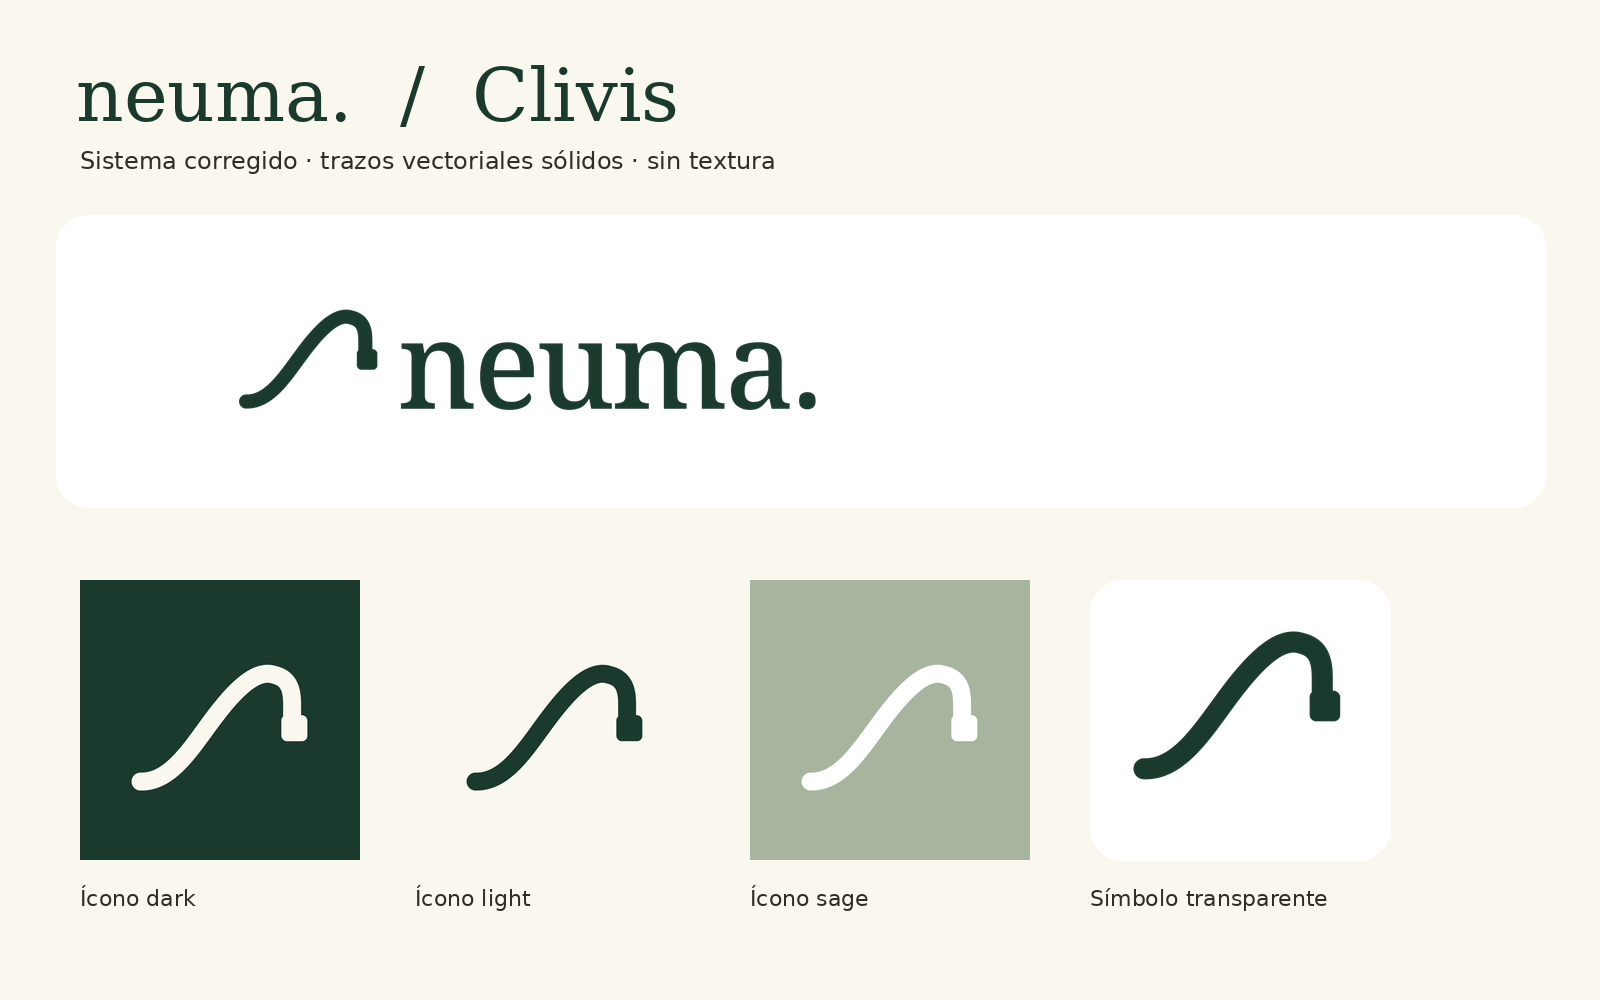 neuma. / Clivis
Sistema corregido · trazos vectoriales sólidos · sin textura
neuma.
Ícono dark
Ícono light
Ícono sage
Símbolo transparente